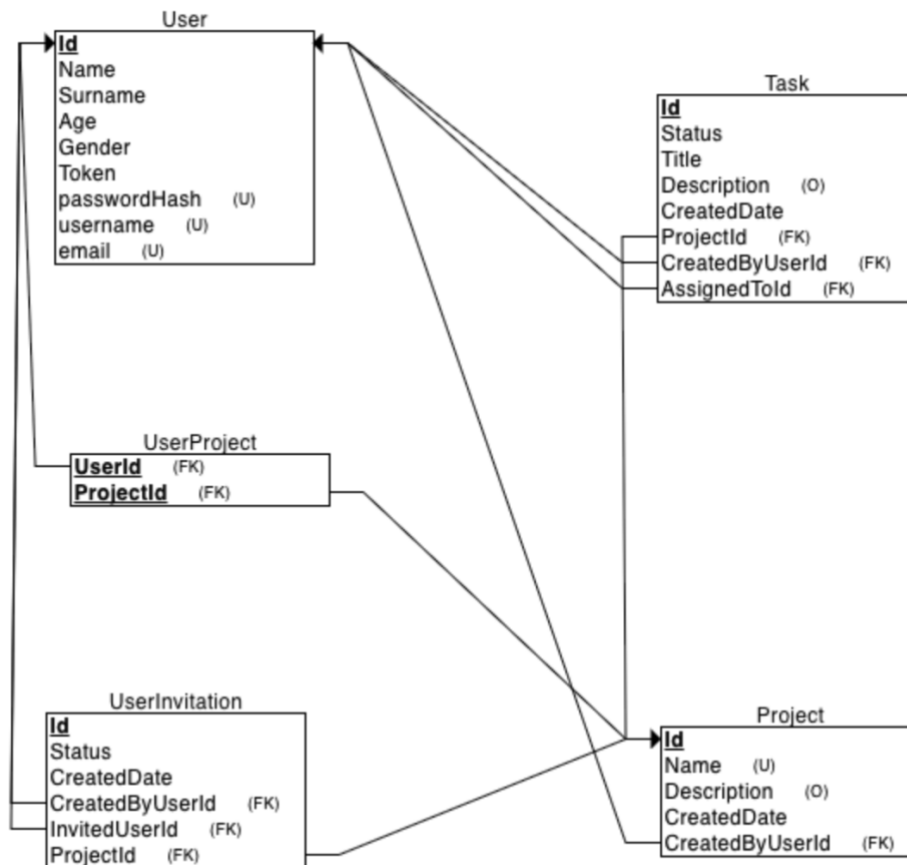 User
Id
Name
Surname
Age
Gender
Token
passwordHash (U)
username (U)
email (U)
Task
Id
Status
Title
Description (O)
CreatedDate
ProjectId (FK)
CreatedByUserId (FK)
AssignedToId (FK)
UserProject
UserId (FK)
ProjectId (FK)
UserInvitation
Id
Status
CreatedDate
CreatedByUserId (FK)
InvitedUserId (FK)
ProjectId (FK)
Project
Id
Name (U)
Description (O)
CreatedDate
CreatedByUserId (FK)